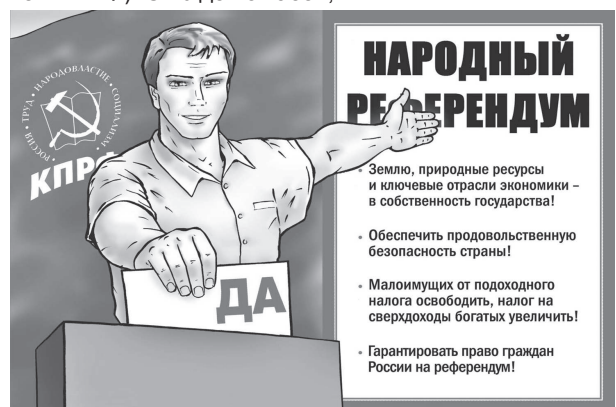 РОССИЯ • ТРУД • НАРОДОВЛАСТИЕ • СОЦИАЛИЗМ •
КПРФ
ДА
НАРОДНЫЙ
РЕФЕРЕНДУМ
• Землю, природные ресурсы
и ключевые отрасли экономики –
в собственность государства!
• Обеспечить продовольственную
безопасность страны!
• Малоимущих от подоходного
налога освободить, налог на
сверхдоходы богатых увеличить!
• Гарантировать право граждан
России на референдум!